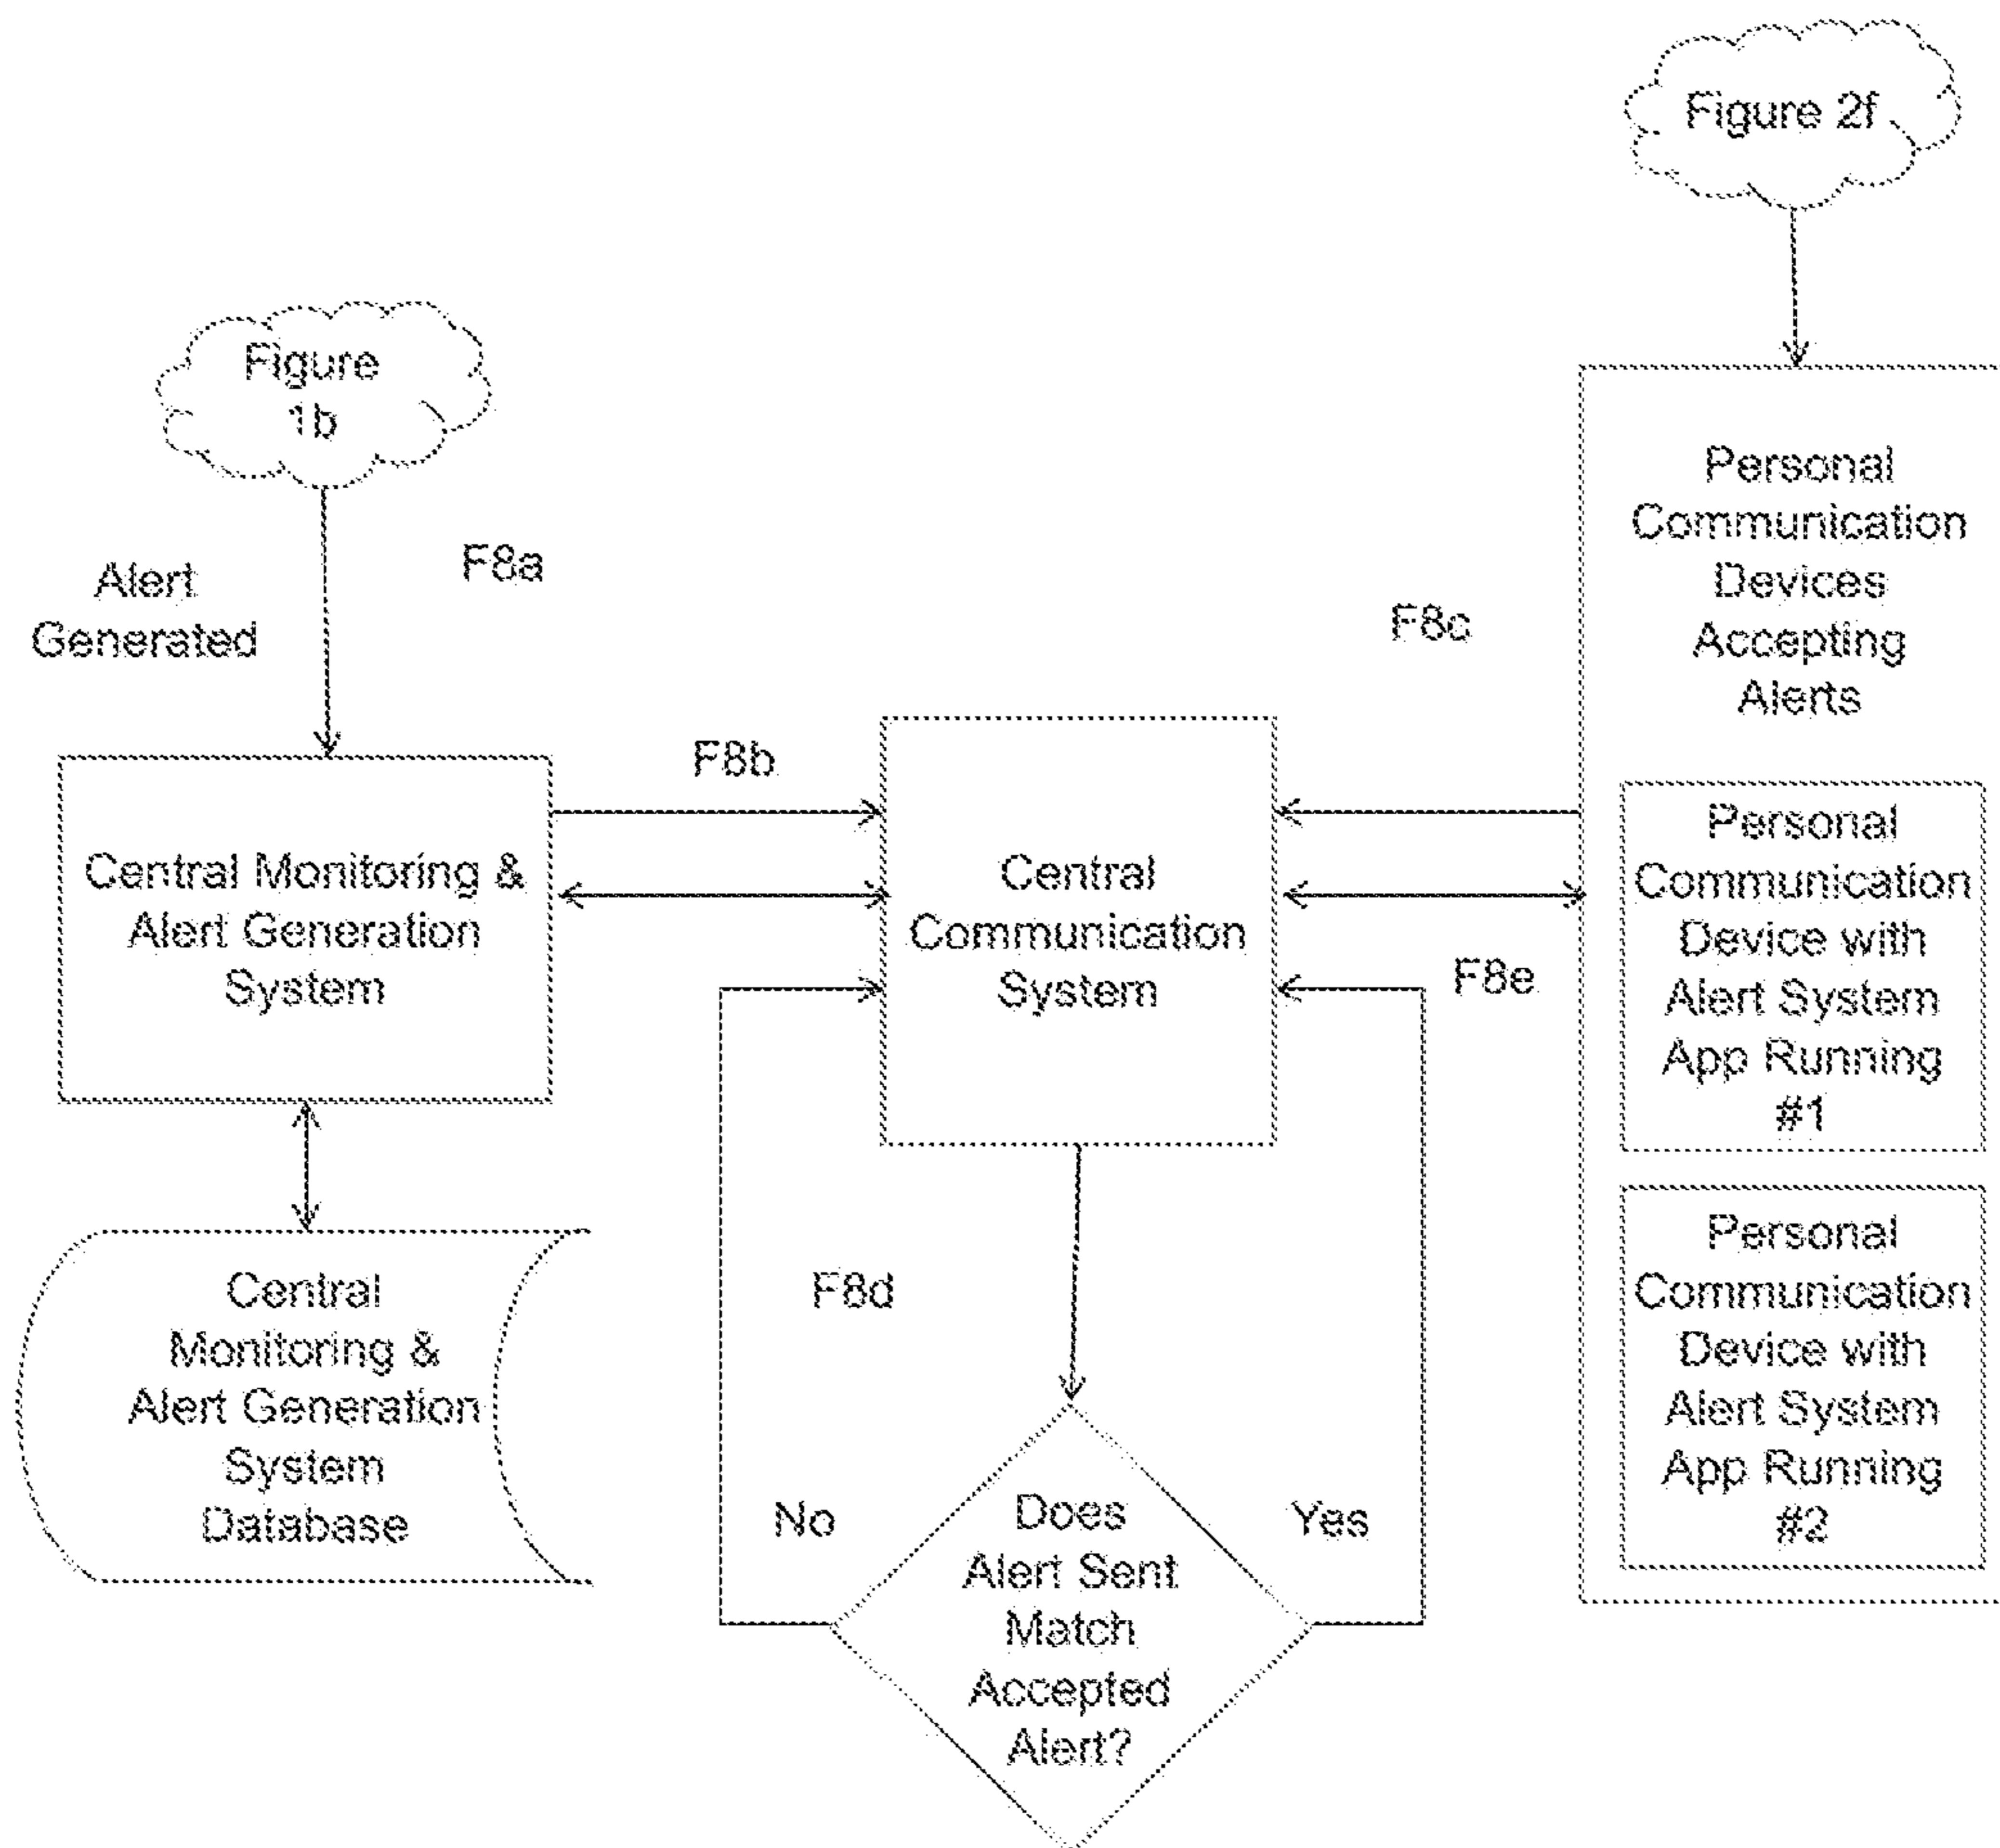 Figure 2f
Figure
1b
Alert
Generated
F8a
F8b
F8c
Personal
Communication
Devices
Accepting
Alerts
Central Monitoring &
Alert Generation
System
Central
Communication
System
F8e
Personal
Communication
Device with
Alert System
App Running
#1
Central
Monitoring &
Alert Generation
System
Database
F8d
No
Yes
Does
Alert Sent
Match
Accepted
Alert?
Personal
Communication
Device with
Alert System
App Running
#2